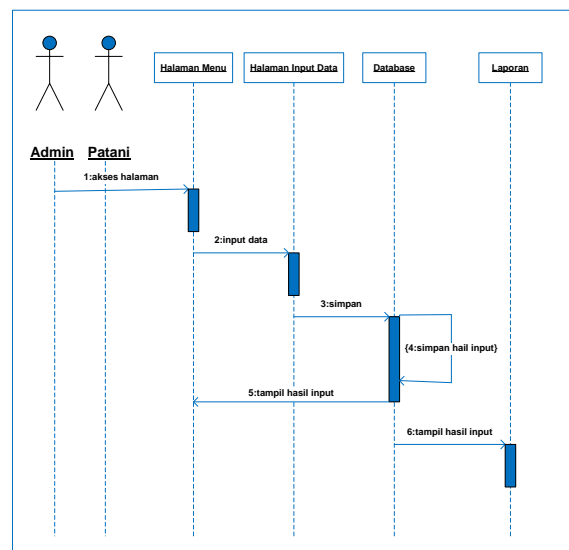 Halaman Menu
Halaman Input Data
Database
Laporan
Admin
Patani
1:akses halaman
2:input data
3:simpan
{4:simpan hail input}
5:tampil hasil input
6:tampil hasil input